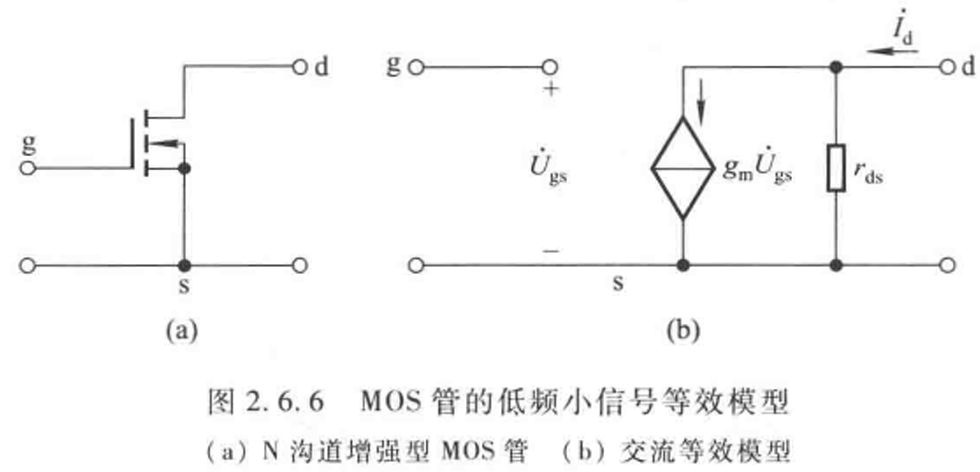 g
d
s
(a)
g
d
s
+
U̇gs
−
gmU̇gs
rds
İd
(b)
图 2.6.6 MOS 管的低频小信号等效模型
(a) N 沟道增强型 MOS 管 (b) 交流等效模型